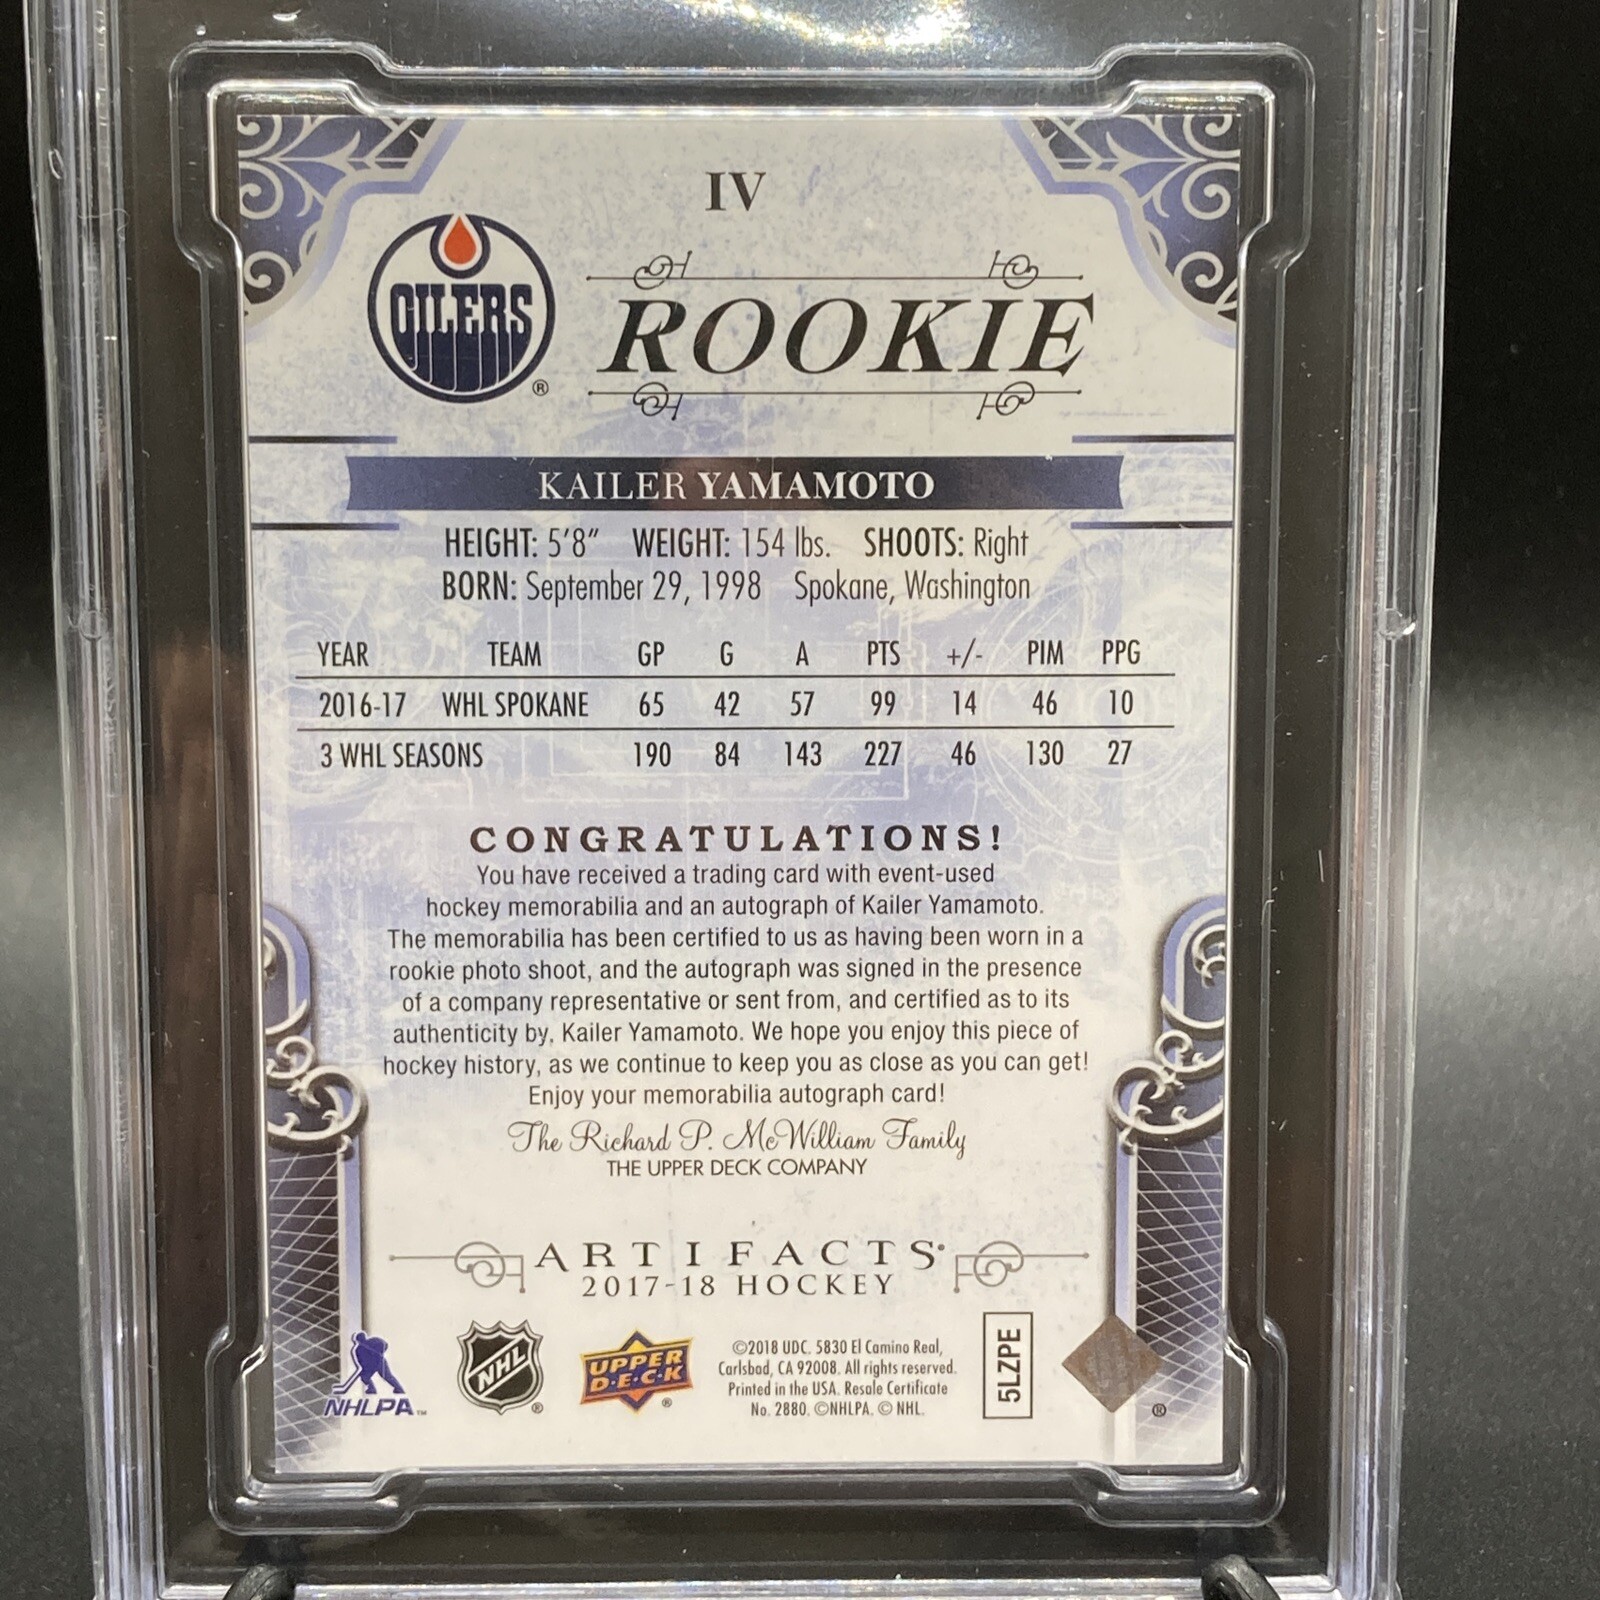 IV
OILERS ®
ROOKIE
KAILER YAMAMOTO
HEIGHT: 5'8" WEIGHT: 154 lbs. SHOOTS: Right
BORN: September 29, 1998 Spokane, Washington
YEAR TEAM GP G A PTS +/- PIM PPG
2016-17 WHL SPOKANE 65 42 57 99 14 46 10
3 WHL SEASONS 190 84 143 227 46 130 27
CONGRATULATIONS!
You have received a trading card with event-used
hockey memorabilia and an autograph of Kailer Yamamoto.
The memorabilia has been certified to us as having been worn in a
rookie photo shoot, and the autograph was signed in the presence
of a company representative or sent from, and certified as to its
authenticity by, Kailer Yamamoto. We hope you enjoy this piece of
hockey history, as we continue to keep you as close as you can get!
Enjoy your memorabilia autograph card!
The Richard P. McWilliam Family
THE UPPER DECK COMPANY
ARTIFACTS
2017-18 HOCKEY
NHLPA™
NHL ®
UPPER
D·E·C·K ®
©2018 UDC. 5830 El Camino Real,
Carlsbad, CA 92008. All rights reserved.
Printed in the USA. Resale Certificate
No. 2880. ©NHLPA. © NHL.
5LZPE
®